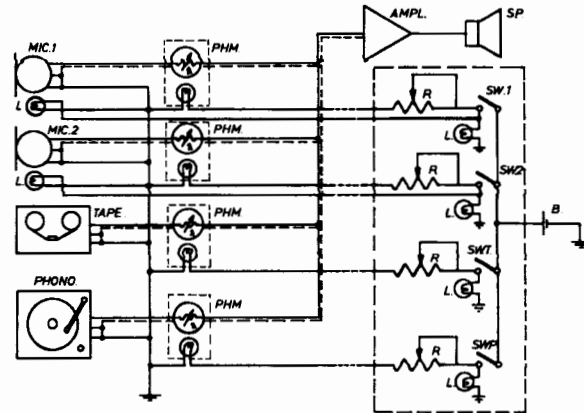 AMPL. SP.
MIC.1 PHM.
L
R SW.1
L
MIC.2 PHM.
L
R SW2
L
TAPE PHM B
R SWT.
L
PHONO. PHM
R SWP.
L